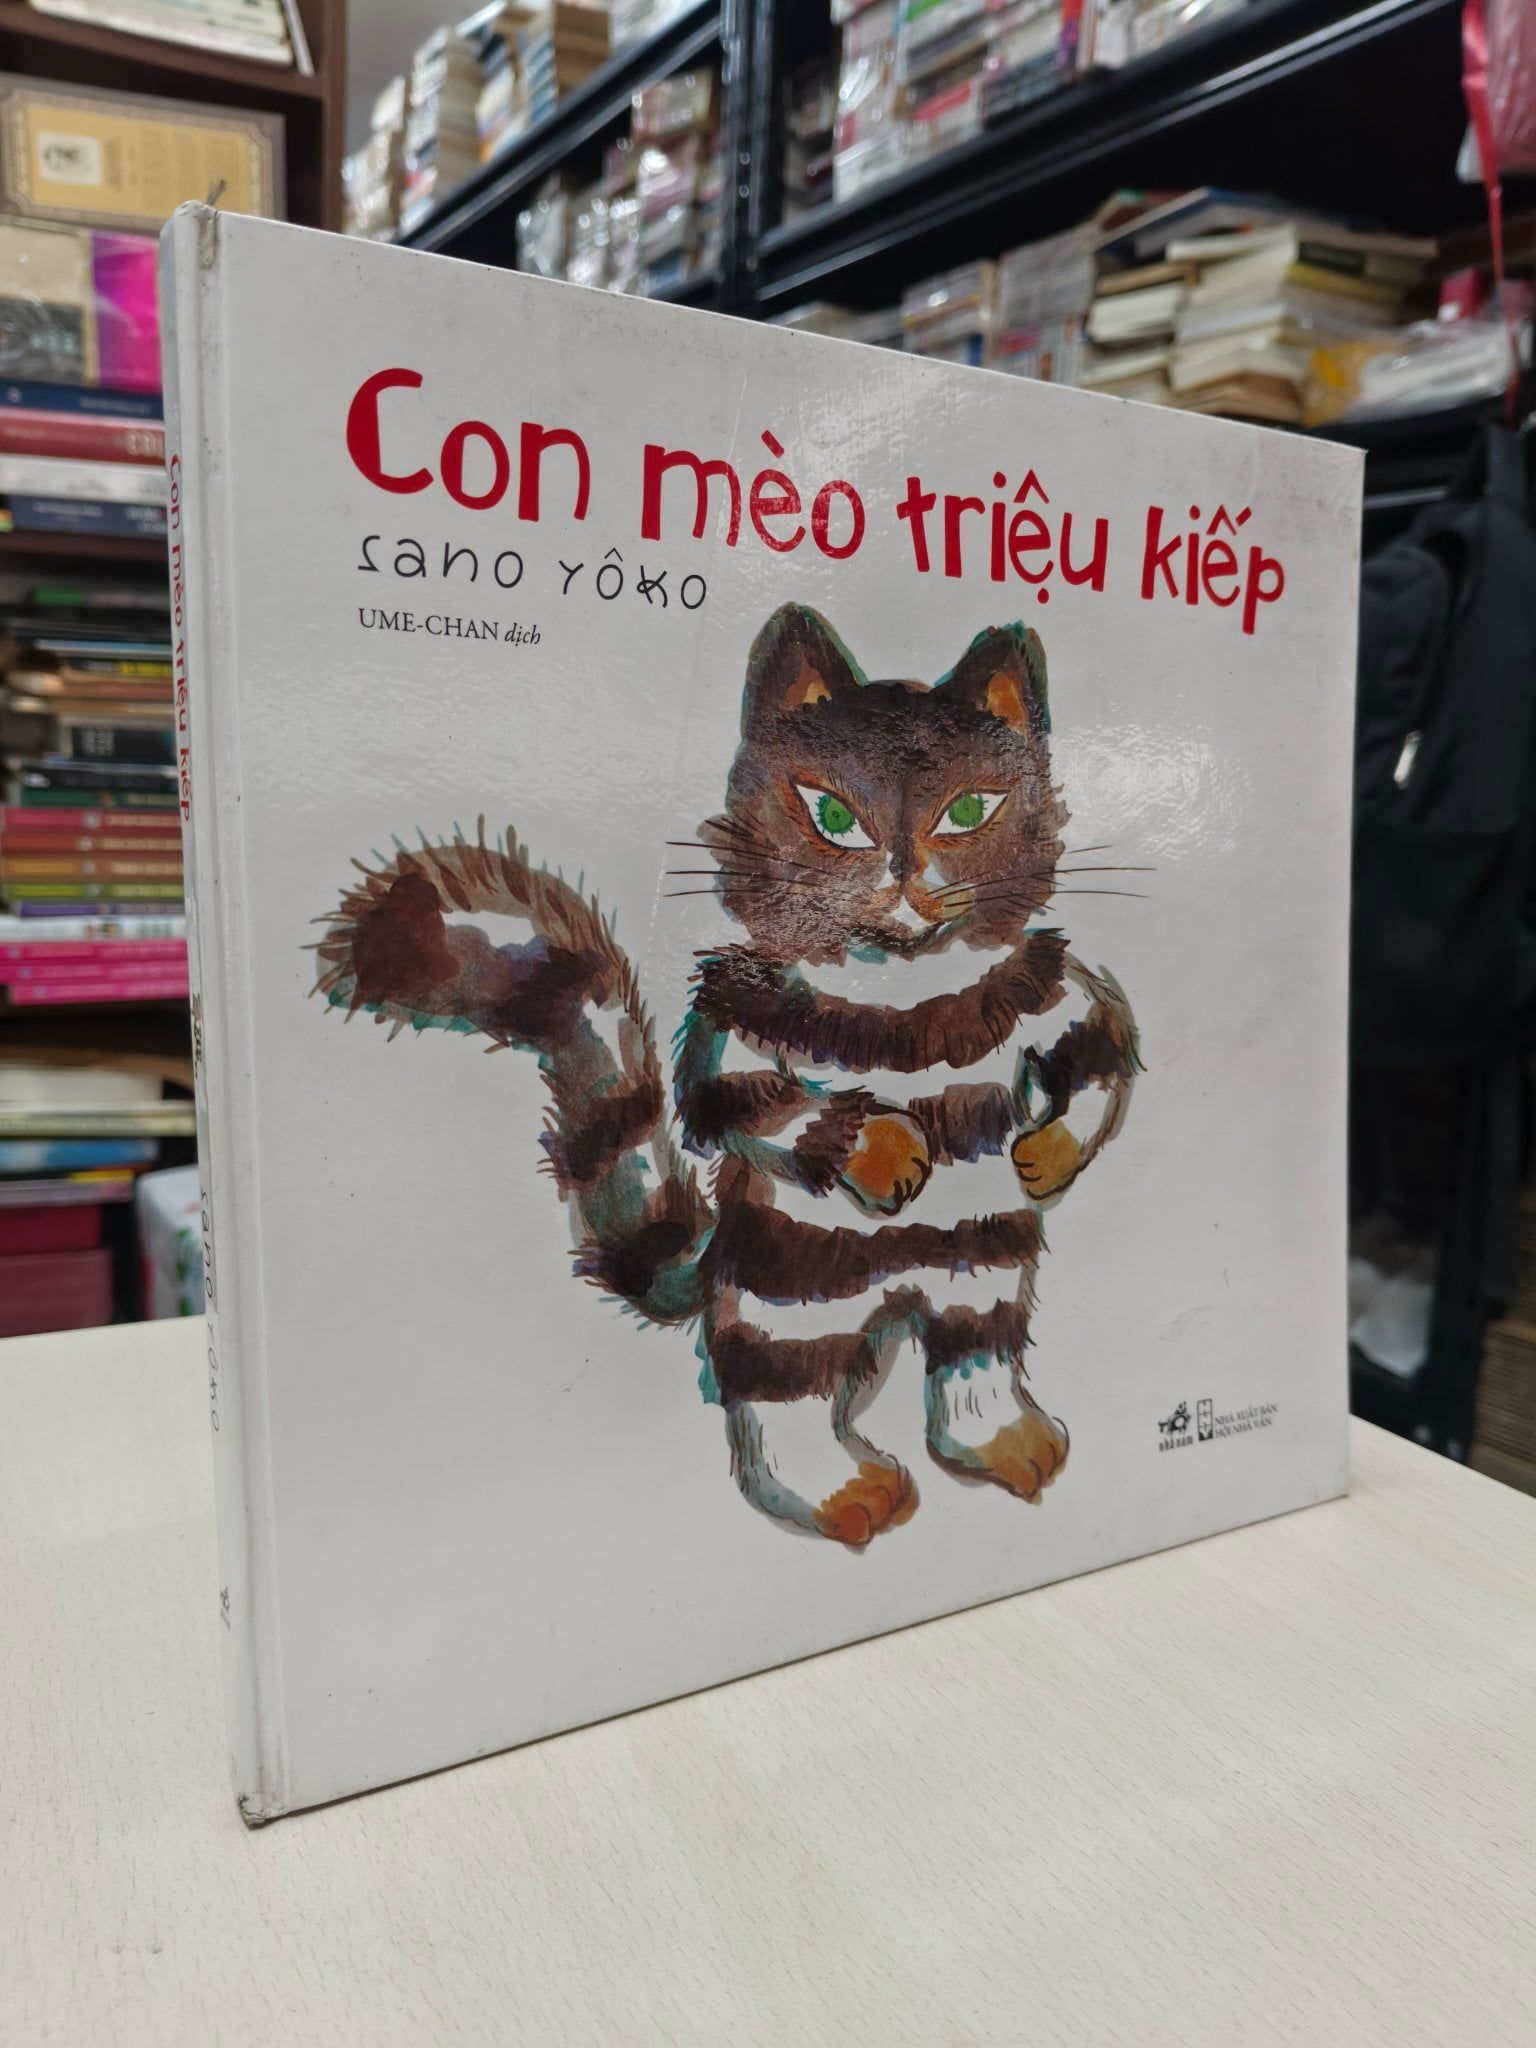 Con mèo triệu kiếp
sano yôko
UME-CHAN dịch
Con mèo triệu kiếp
sano yôko
nhã nam
NHÀ XUẤT BẢN
HỘI NHÀ VĂN